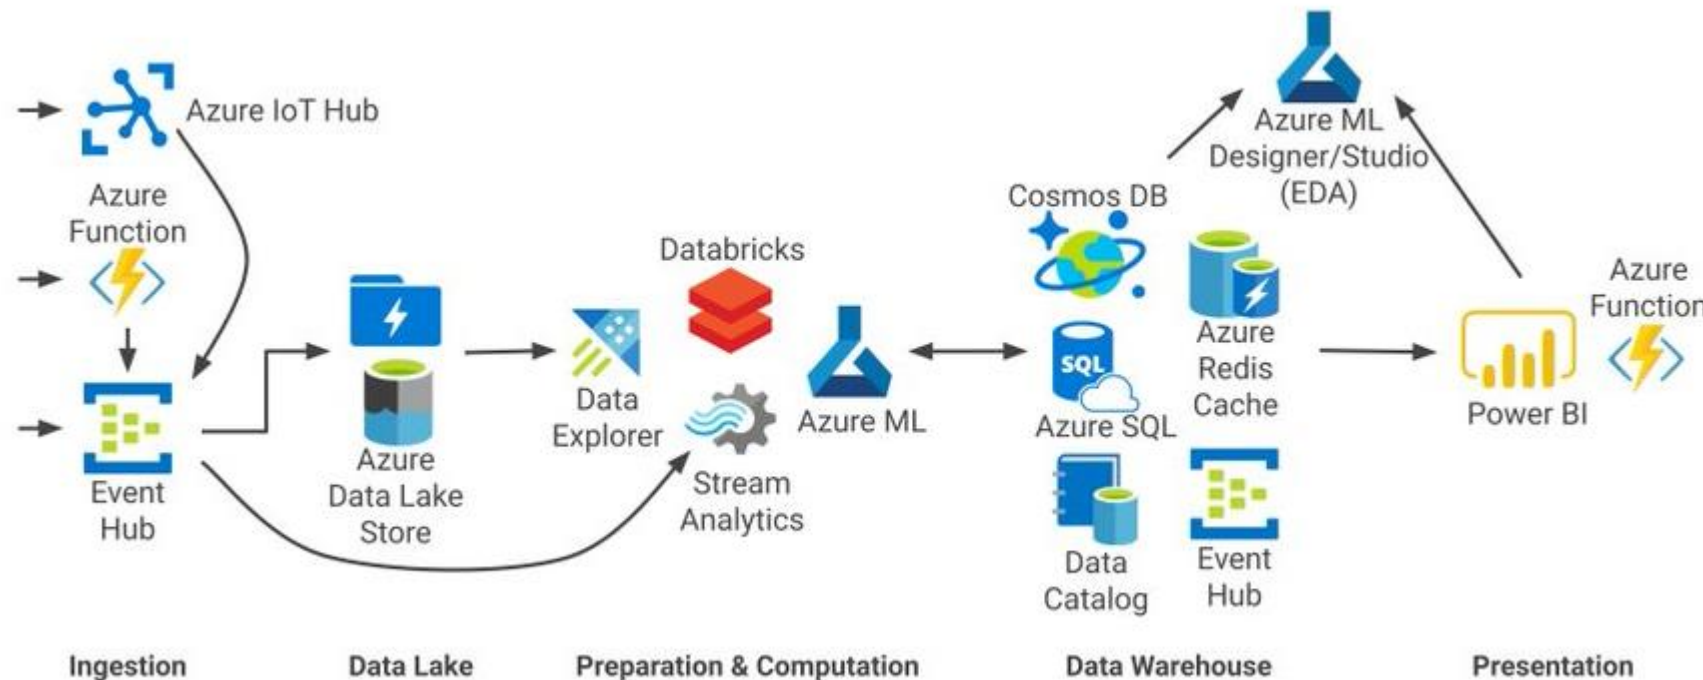 Azure IoT Hub
Azure
Function
Event
Hub
Azure
Data Lake
Store
Databricks
Data
Explorer
Stream
Analytics
Azure ML
Cosmos DB
SQL
Azure SQL
Azure
Redis
Cache
Data
Catalog
Event
Hub
Azure ML
Designer/Studio
(EDA)
Power BI
Azure
Function
Ingestion
Data Lake
Preparation & Computation
Data Warehouse
Presentation